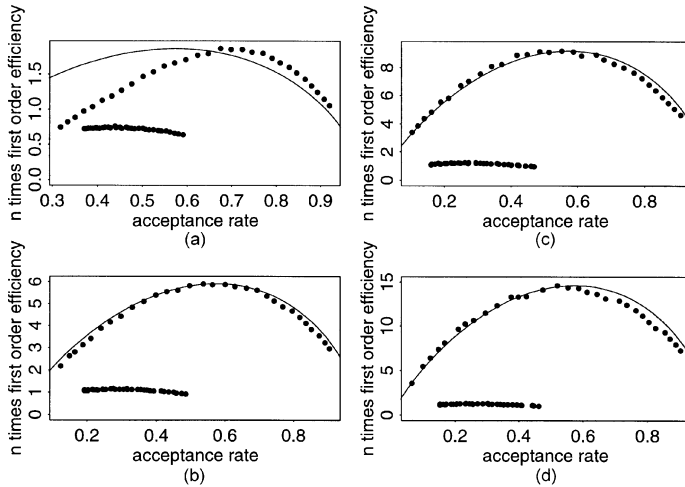 n times first order efficiency
0.0 0.5 1.0 1.5
0.3 0.4 0.5 0.6 0.7 0.8 0.9
acceptance rate
(a)
n times first order efficiency
0 2 4 6 8
0.2 0.4 0.6 0.8
acceptance rate
(c)
n times first order efficiency
0 1 2 3 4 5 6
0.2 0.4 0.6 0.8
acceptance rate
(b)
n times first order efficiency
0 5 10 15
0.2 0.4 0.6 0.8
acceptance rate
(d)